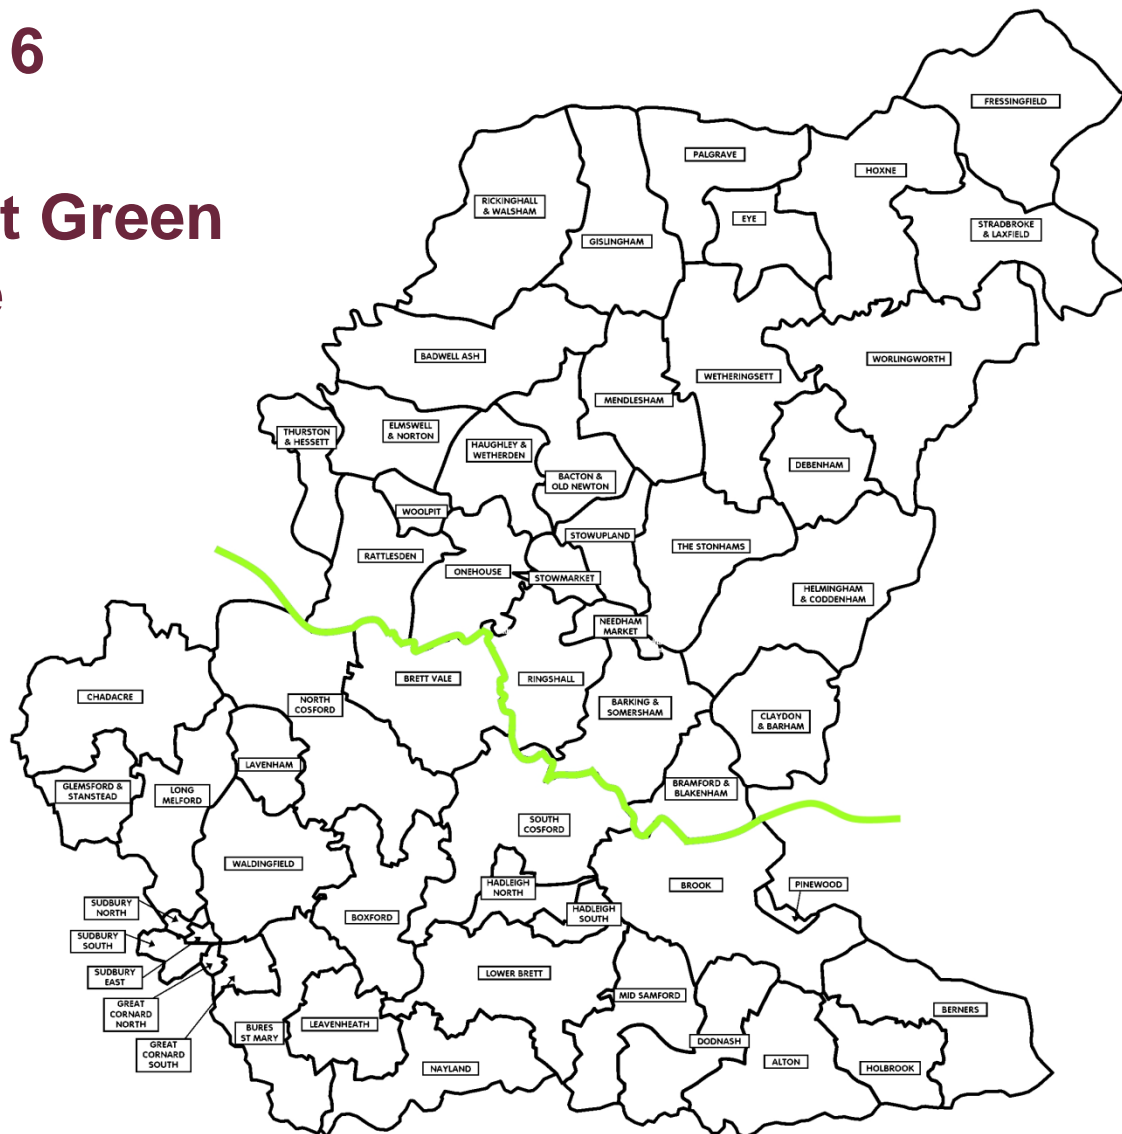 6
t Green
FRESSINGFIELD
PALGRAVE
HOXNE
RICKINGHALL
& WALSHAM
EYE
STRADBROKE
& LAXFIELD
GISLINGHAM
BADWELL ASH
WORLINGWORTH
WETHERINGSETT
MENDLESHAM
THURSTON
& HESSETT
ELMSWELL
& NORTON
HAUGHLEY &
WETHERDEN
DEBENHAM
BACTON &
OLD NEWTON
WOOLPIT
STOWUPLAND
THE STONHAMS
RATTLESDEN
ONEHOUSE
STOWMARKET
HELMINGHAM
& CODDENHAM
NEEDHAM
MARKET
CHADACRE
BRETT VALE
RINGSHALL
NORTH
COSFORD
BARKING &
SOMERSHAM
CLAYDON
& BARHAM
LAVENHAM
GLEMSFORD &
STANSTEAD
LONG
MELFORD
BRAMFORD &
BLAKENHAM
SOUTH
COSFORD
WALDINGFIELD
HADLEIGH
NORTH
BROOK
PINEWOOD
SUDBURY
NORTH
BOXFORD
HADLEIGH
SOUTH
SUDBURY
SOUTH
SUDBURY
EAST
LOWER BRETT
MID SAMFORD
GREAT
CORNARD
NORTH
BERNERS
BURES
ST MARY
LEAVENHEATH
GREAT
CORNARD
SOUTH
DODNASH
NAYLAND
ALTON
HOLBROOK